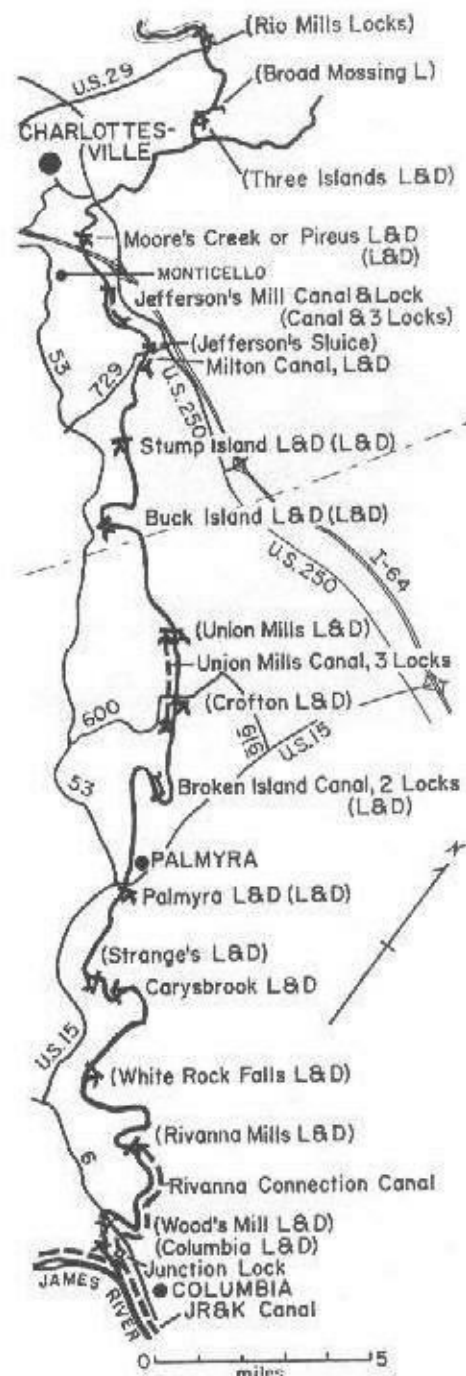 (Rio Mills Locks)
U.S.29
(Broad Mossing L)
CHARLOTTES-
VILLE
(Three Islands L&D)
Moore's Creek or Pireus L&D
(L&D)
MONTICELLO
Jefferson's Mill Canal & Lock
(Canal & 3 Locks)
53
(Jefferson's Sluice)
729
Milton Canal, L&D
U.S.250
Stump Island L&D (L&D)
Buck Island L&D (L&D)
I-64
U.S.250
(Union Mills L&D)
Union Mills Canal, 3 Locks
600
(Crofton L&D)
616
U.S.15
53
Broken Island Canal, 2 Locks
(L&D)
N
PALMYRA
Palmyra L&D (L&D)
(Strange's L&D)
Carysbrook L&D
U.S.15
(White Rock Falls L&D)
(Rivanna Mills L&D)
6
Rivanna Connection Canal
(Wood's Mill L&D)
(Columbia L&D)
Junction Lock
COLUMBIA
JAMES RIVER
JR&K Canal
0 5
miles